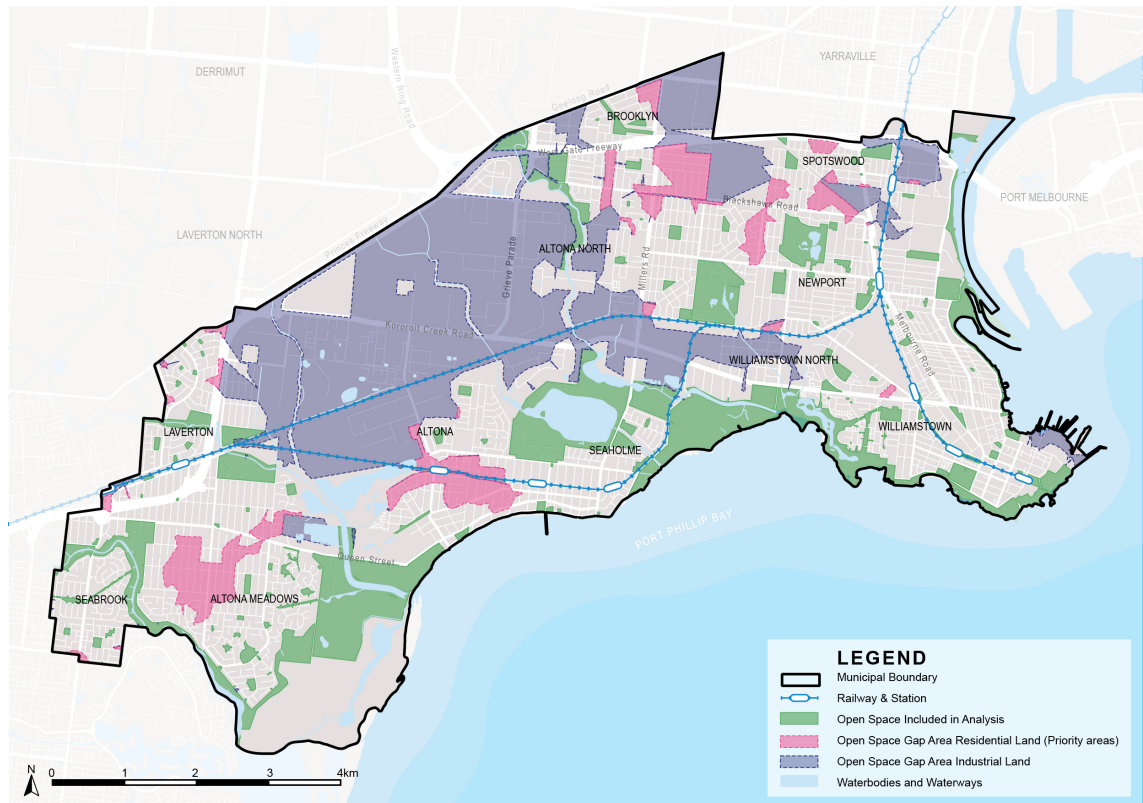 YARRAVILLE
DERRIMUT
Western Ring Road
Geelong Road
BROOKLYN
West Gate Freeway
SPOTSWOOD
PORT MELBOURNE
Blackshaws Road
LAVERTON NORTH
Princes Freeway
ALTONA NORTH
Grieve Parade
Millers Rd
NEWPORT
Kororoit Creek Road
Melbourne Road
WILLIAMSTOWN NORTH
LAVERTON
ALTONA
WILLIAMSTOWN
SEAHOLME
PORT PHILLIP BAY
Queen Street
SEABROOK
ALTONA MEADOWS
LEGEND
Municipal Boundary
Railway & Station
Open Space Included in Analysis
Open Space Gap Area Residential Land (Priority areas)
Open Space Gap Area Industrial Land
Waterbodies and Waterways
N
0 1 2 3 4km